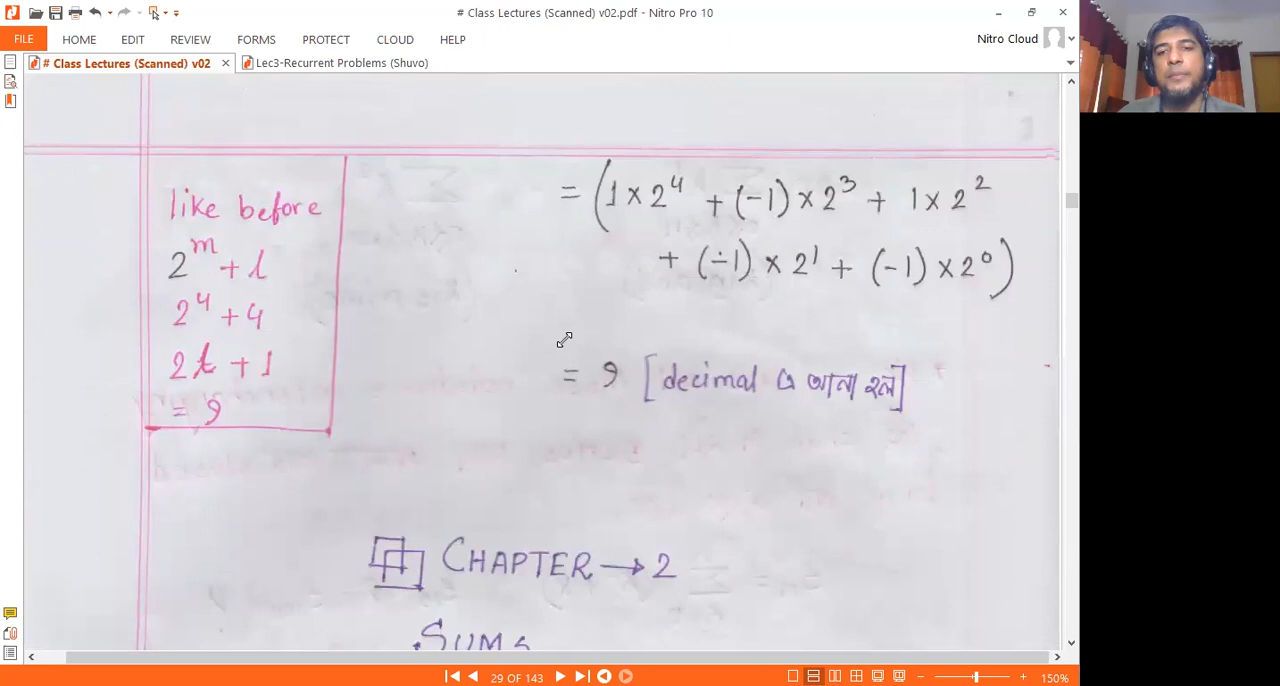 # Class Lectures (Scanned) v02.pdf - Nitro Pro 10
FILE HOME EDIT REVIEW FORMS PROTECT CLOUD HELP
Nitro Cloud
# Class Lectures (Scanned) v02
Lec3-Recurrent Problems (Shuvo)
like before
2^m + l
2^4 + 4
2t + 1
= 9
= (1 × 2^4 + (-1) × 2^3 + 1 × 2^2
+ (-1) × 2^1 + (-1) × 2^0)
= 9 [decimal এ আনা হল]
CHAPTER → 2
SUMS
29 OF 143
150%